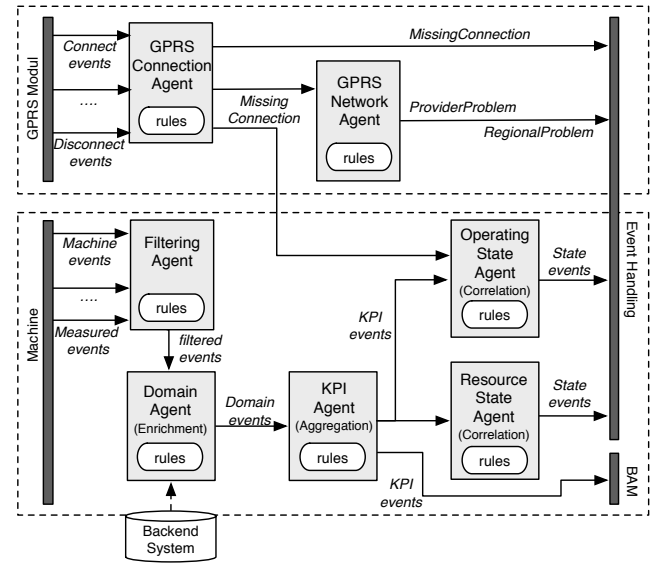 GPRS Modul
Connect
events
....
Disconnect
events
GPRS
Connection
Agent
rules
MissingConnection
Missing
Connection
GPRS
Network
Agent
rules
ProviderProblem
RegionalProblem
Event Handling
Machine
Machine
events
....
Measured
events
Filtering
Agent
rules
filtered
events
Domain
Agent
(Enrichment)
rules
Backend
System
Domain
events
KPI
Agent
(Aggregation)
rules
KPI
events
KPI
events
Operating
State
Agent
(Correlation)
rules
State
events
Resource
State
Agent
(Correlation)
rules
State
events
BAM